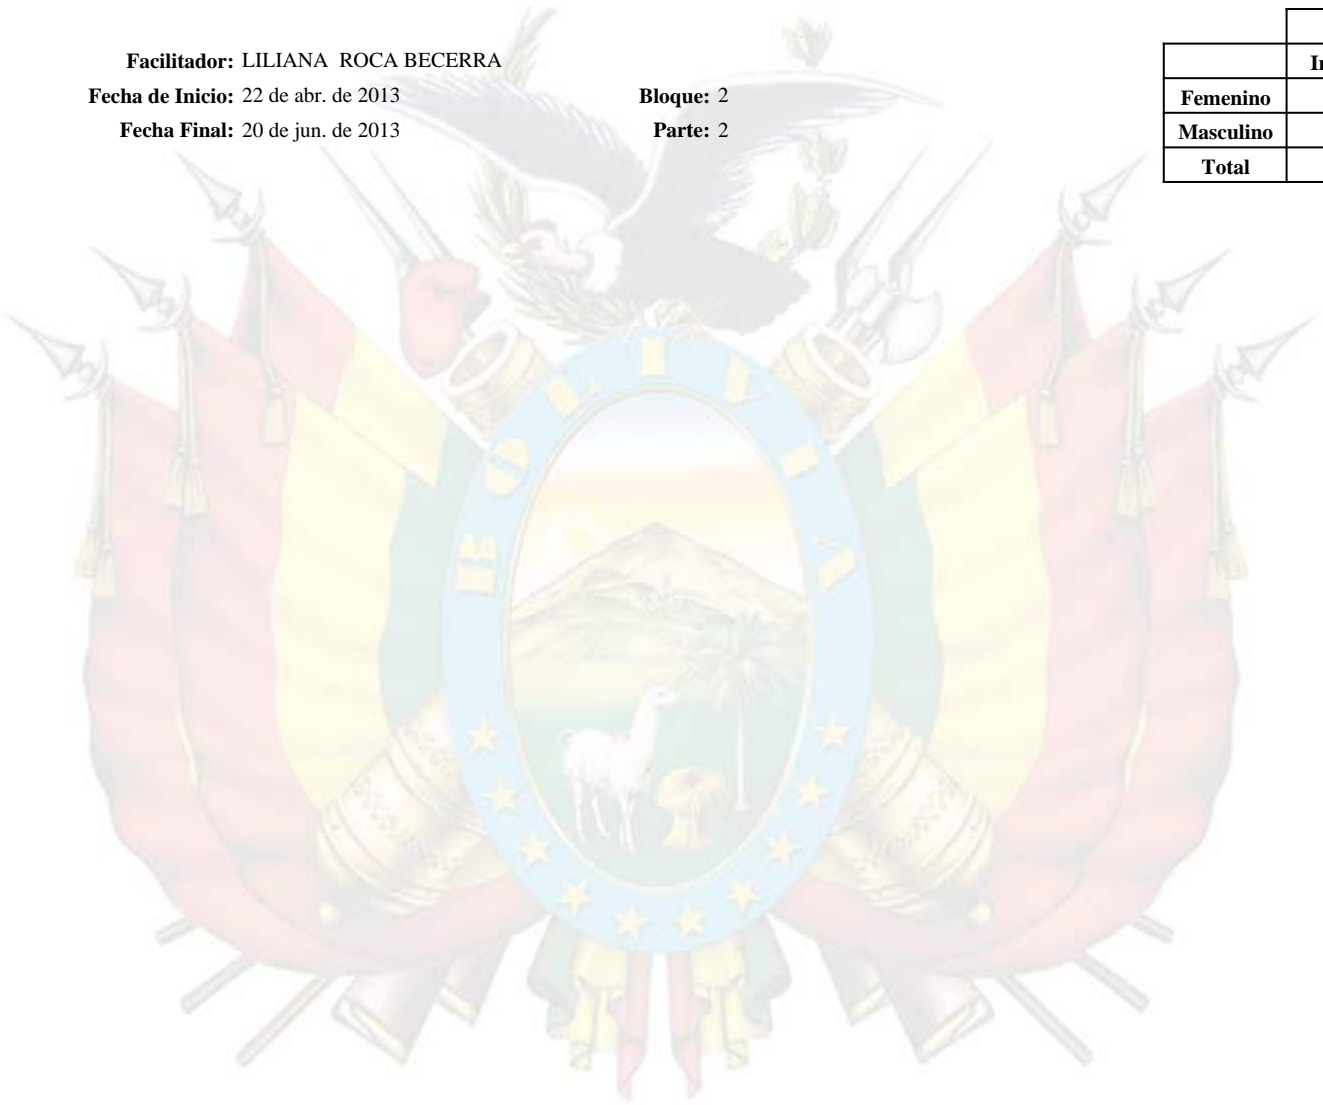 Facilitador: LILIANA ROCA BECERRA
Fecha de Inicio: 22 de abr. de 2013 Bloque: 2
Fecha Final: 20 de jun. de 2013 Parte: 2
Femenino
Masculino
Total
BOLIVIA